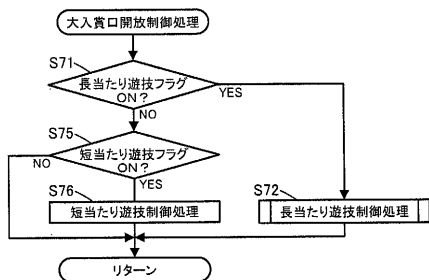 大入賞口開放制御処理
S71
長当たり遊技フラグ
ON？
YES
NO
S75
短当たり遊技フラグ
ON？
NO
YES
S76
短当たり遊技制御処理
S72
長当たり遊技制御処理
リターン